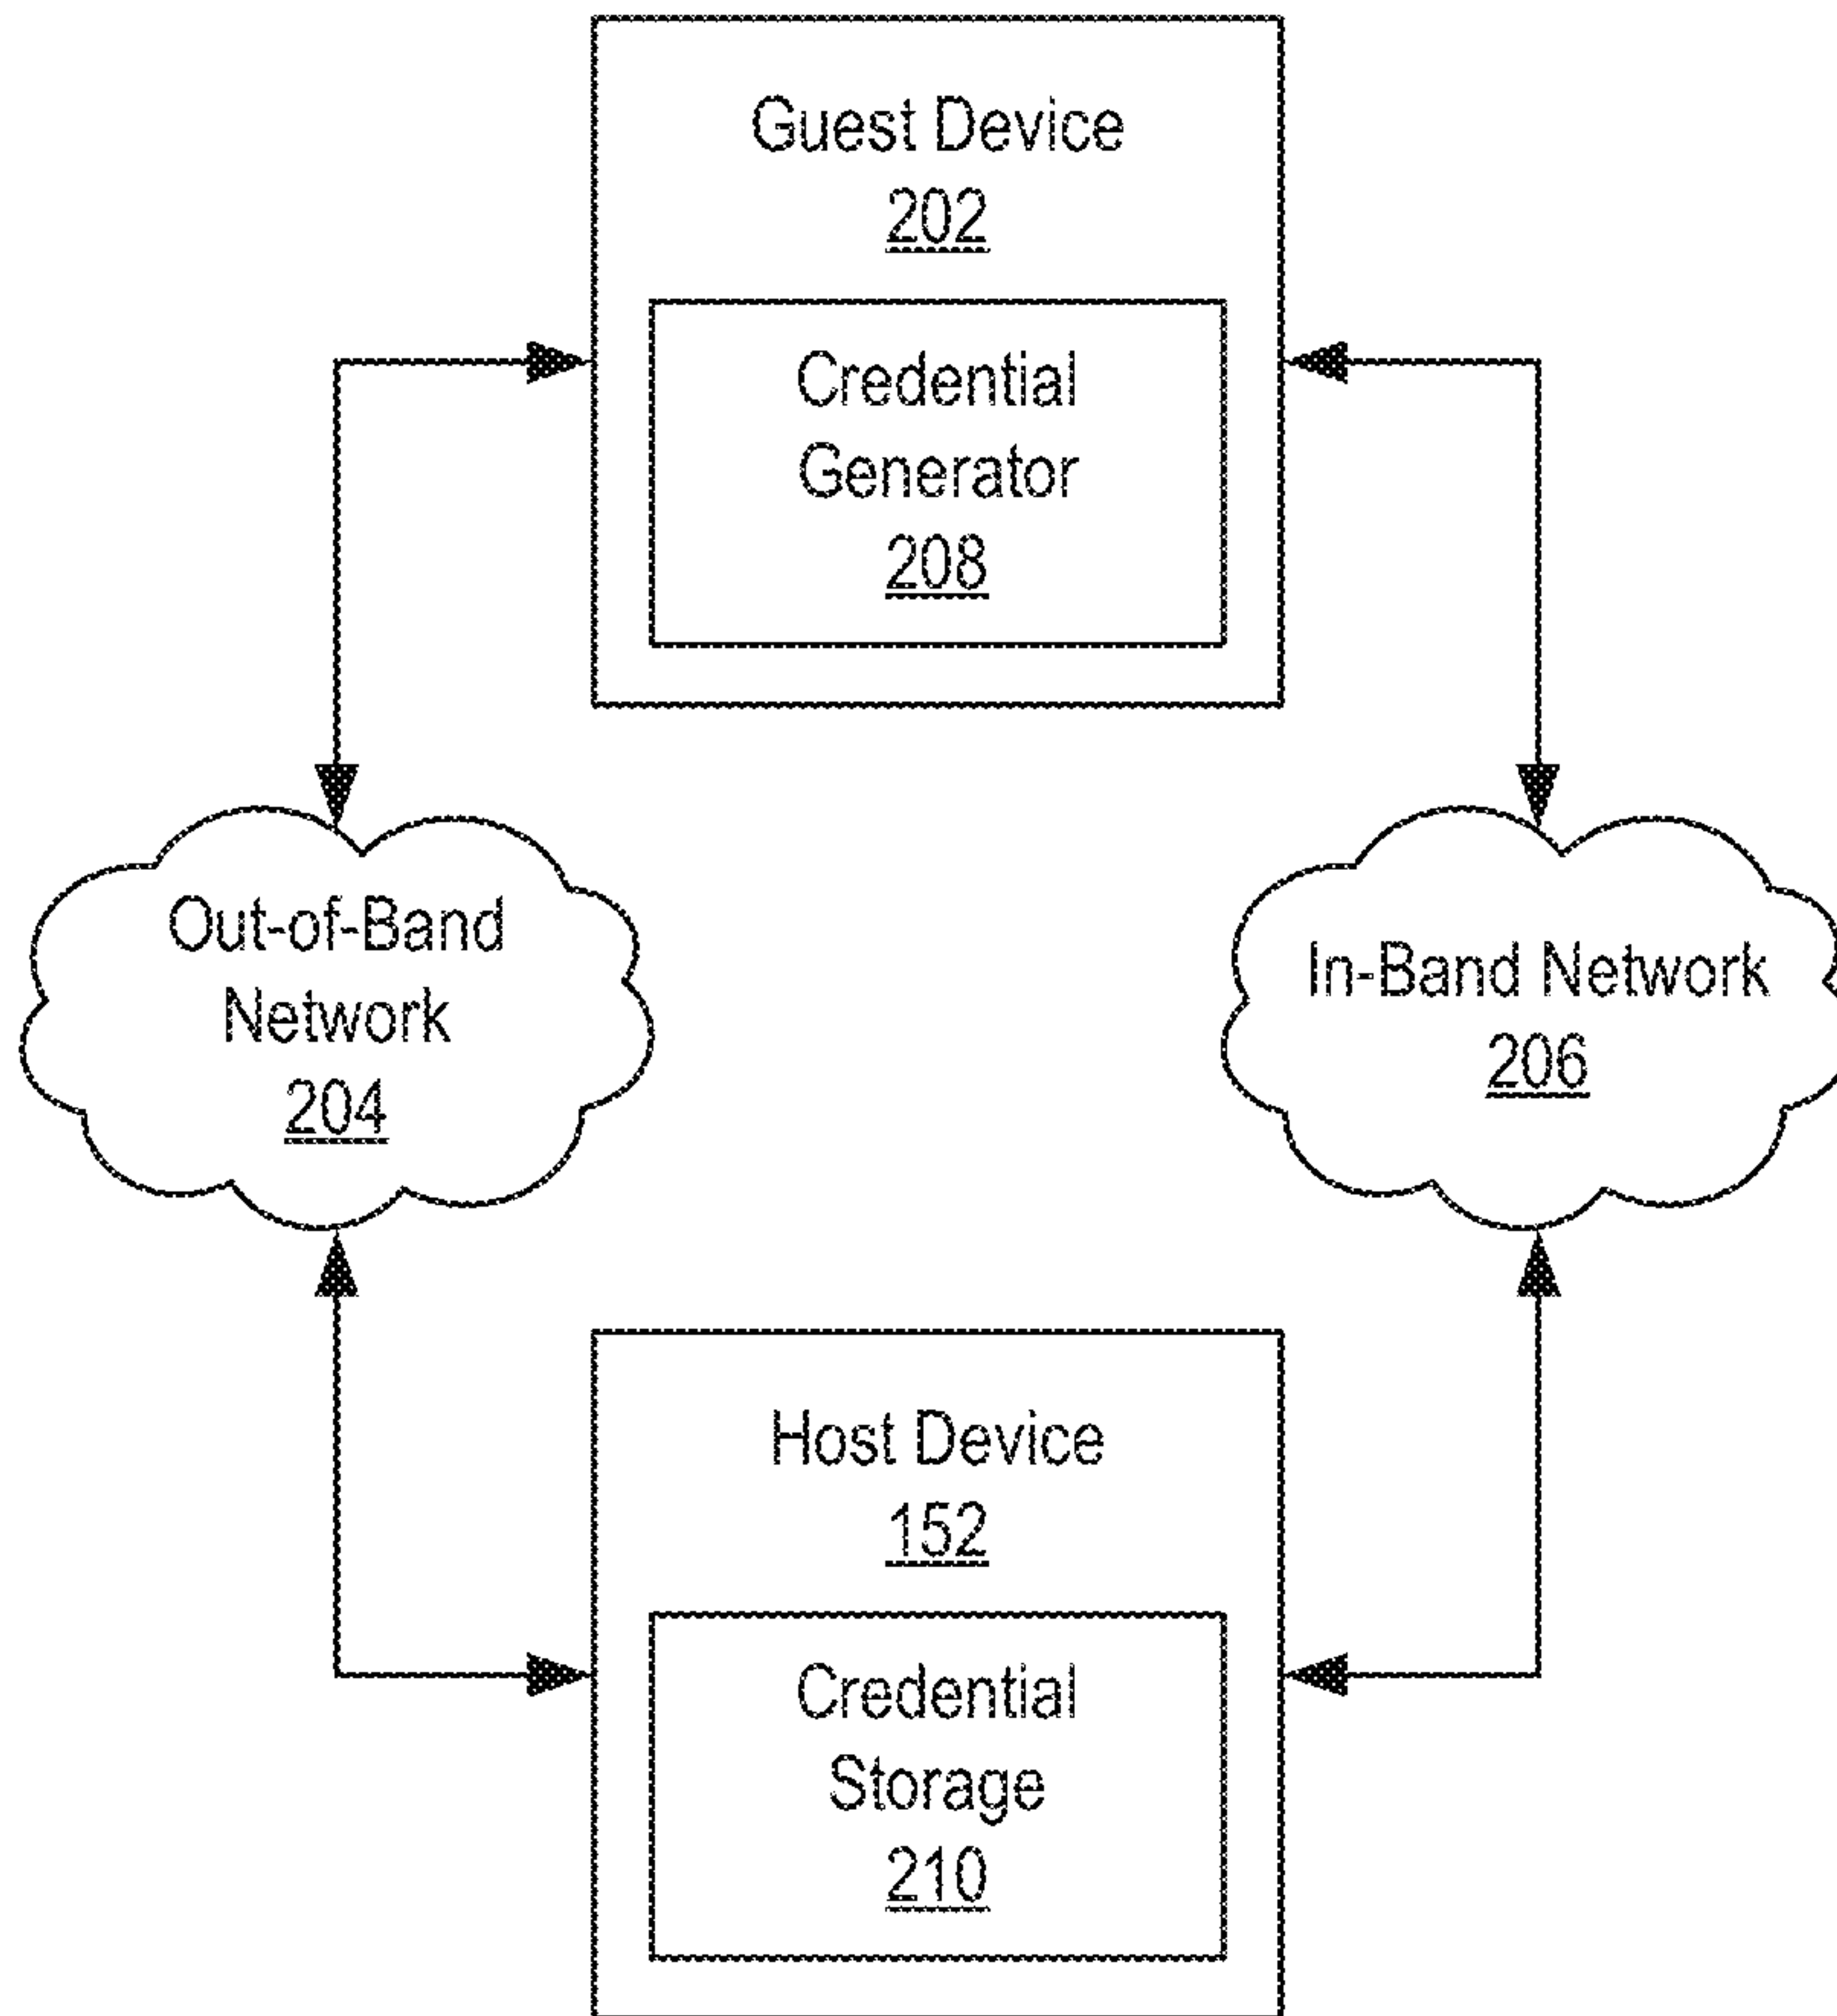 Guest Device
202
Credential
Generator
208
Out-of-Band
Network
204
In-Band Network
206
Host Device
152
Credential
Storage
210